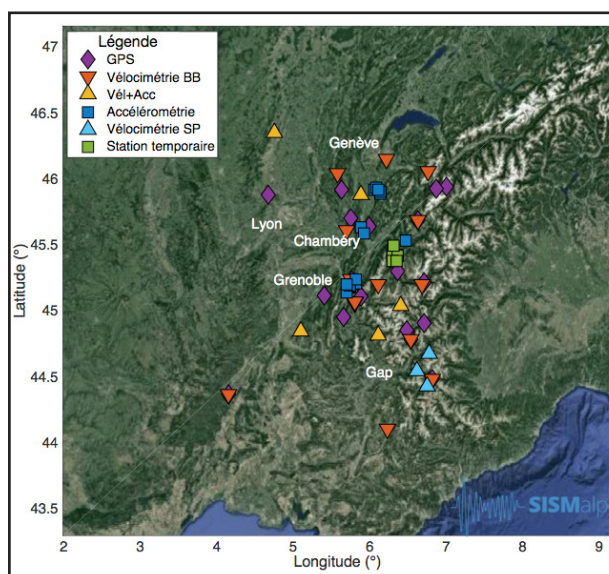 Légende
GPS
Vélocimétrie BB
Vél+Acc
Accélérométrie
Vélocimétrie SP
Station temporaire
Genève
Lyon
Chambéry
Grenoble
Gap
SISMalp
47
46.5
46
45.5
45
44.5
44
43.5
Latitude (°)
2
3
4
5
6
7
8
9
Longitude (°)